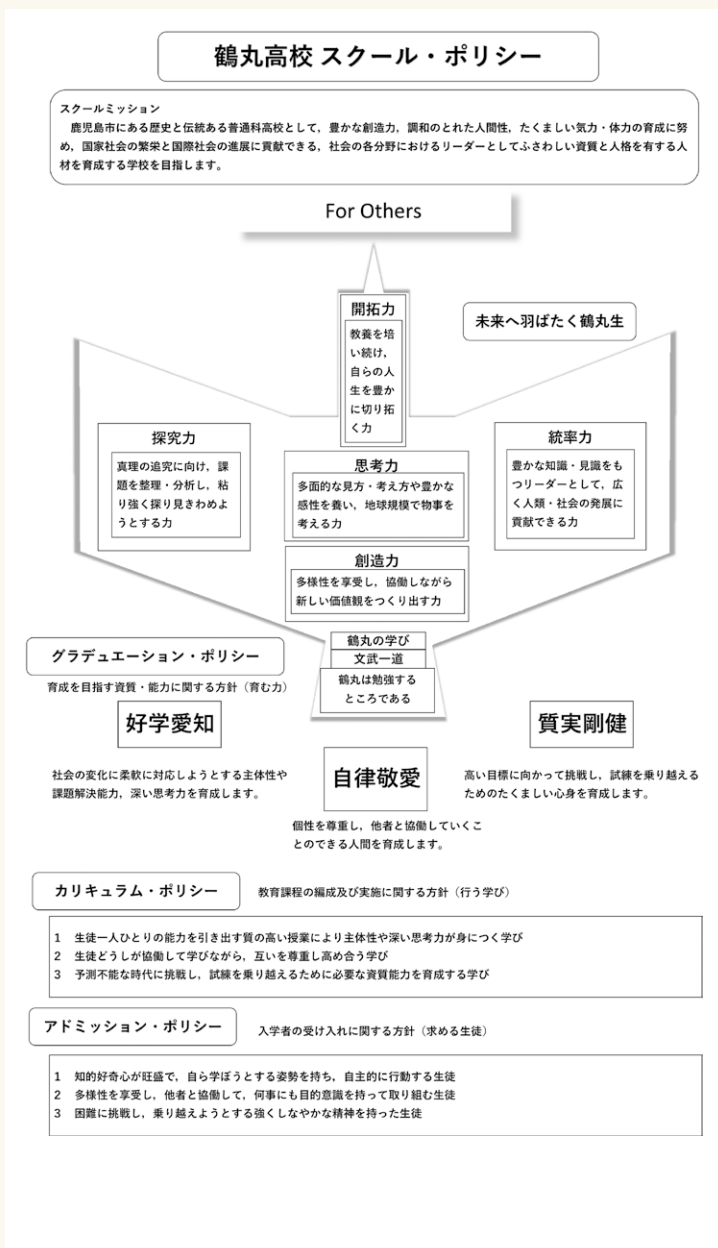 鶴丸高校 スクール・ポリシー
スクールミッション
鹿児島市にある歴史と伝統ある普通科高校として，豊かな創造力，調和のとれた人間性，たくましい気力・体力の育成に努
め，国家社会の繁栄と国際社会の進展に貢献できる，社会の各分野におけるリーダーとしてふさわしい資質と人格を有する人
材を育成する学校を目指します。
For Others
未来へ羽ばたく鶴丸生
開拓力
教養を培
い続け，
自らの人
生を豊か
に切り拓
く力
探究力
真理の追究に向け，課
題を整理・分析し，粘
り強く探り見きわめよ
うとする力
思考力
多面的な見方・考え方や豊かな
感性を養い，地球規模で物事を
考える力
統率力
豊かな知識・見識をも
つリーダーとして，広
く人類・社会の発展に
貢献できる力
創造力
多様性を享受し，協働しながら
新しい価値観をつくり出す力
鶴丸の学び
文武一道
鶴丸は勉強する
ところである
グラデュエーション・ポリシー
育成を目指す資質・能力に関する方針（育む力）
好学愛知
社会の変化に柔軟に対応しようとする主体性や
課題解決能力，深い思考力を育成します。
自律敬愛
個性を尊重し，他者と協働していくこ
とのできる人間を育成します。
質実剛健
高い目標に向かって挑戦し，試練を乗り越える
ためのたくましい心身を育成します。
カリキュラム・ポリシー
教育課程の編成及び実施に関する方針（行う学び）
1 生徒一人ひとりの能力を引き出す質の高い授業により主体性や深い思考力が身につく学び
2 生徒どうしが協働して学びながら，互いを尊重し高め合う学び
3 予測不能な時代に挑戦し，試練を乗り越えるために必要な資質能力を育成する学び
アドミッション・ポリシー
入学者の受け入れに関する方針（求める生徒）
1 知的好奇心が旺盛で，自ら学ぼうとする姿勢を持ち，自主的に行動する生徒
2 多様性を享受し，他者と協働して，何事にも目的意識を持って取り組む生徒
3 困難に挑戦し，乗り越えようとする強くしなやかな精神を持った生徒